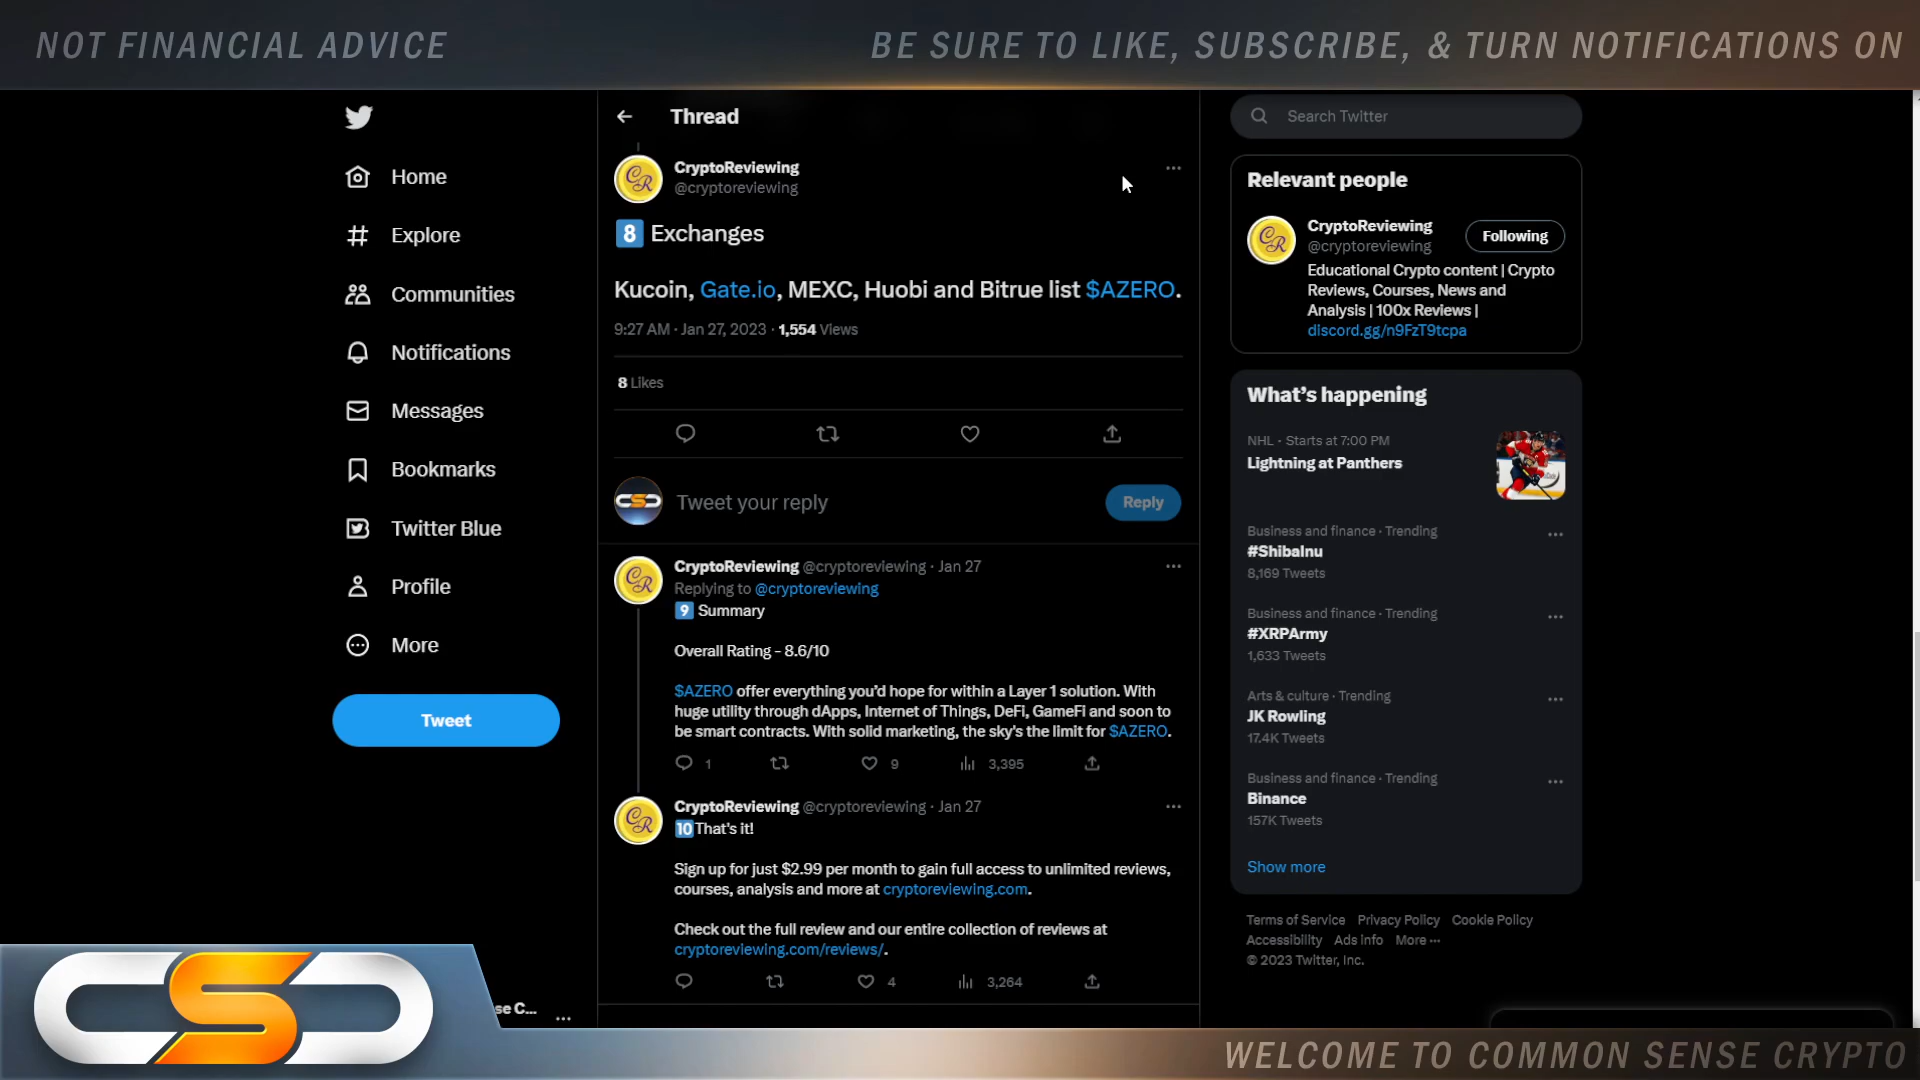 NOT FINANCIAL ADVICE
BE SURE TO LIKE, SUBSCRIBE, & TURN NOTIFICATIONS ON
Home
Explore
Communities
Notifications
Messages
Bookmarks
Twitter Blue
Profile
More
Tweet
se C...
Thread
CryptoReviewing
@cryptoreviewing
8 Exchanges
Kucoin, Gate.io, MEXC, Huobi and Bitrue list $AZERO.
9:27 AM · Jan 27, 2023 · 1,554 Views
8 Likes
Tweet your reply
Reply
CryptoReviewing @cryptoreviewing · Jan 27
Replying to @cryptoreviewing
9 Summary
Overall Rating - 8.6/10
$AZERO offer everything you'd hope for within a Layer 1 solution. With
huge utility through dApps, Internet of Things, DeFi, GameFi and soon to
be smart contracts. With solid marketing, the sky's the limit for $AZERO.
1 9 3,395
CryptoReviewing @cryptoreviewing · Jan 27
10 That's it!
Sign up for just $2.99 per month to gain full access to unlimited reviews,
courses, analysis and more at cryptoreviewing.com.
Check out the full review and our entire collection of reviews at
cryptoreviewing.com/reviews/.
4 3,264
Search Twitter
Relevant people
CryptoReviewing
@cryptoreviewing
Following
Educational Crypto content | Crypto
Reviews, Courses, News and
Analysis | 100x Reviews |
discord.gg/n9FzT9tcpa
What's happening
NHL · Starts at 7:00 PM
Lightning at Panthers
Business and finance · Trending
#ShibaInu
8,169 Tweets
Business and finance · Trending
#XRPArmy
1,633 Tweets
Arts & culture · Trending
JK Rowling
17.4K Tweets
Business and finance · Trending
Binance
157K Tweets
Show more
Terms of Service Privacy Policy Cookie Policy
Accessibility Ads info More ···
© 2023 Twitter, Inc.
CSC
WELCOME TO COMMON SENSE CRYPTO